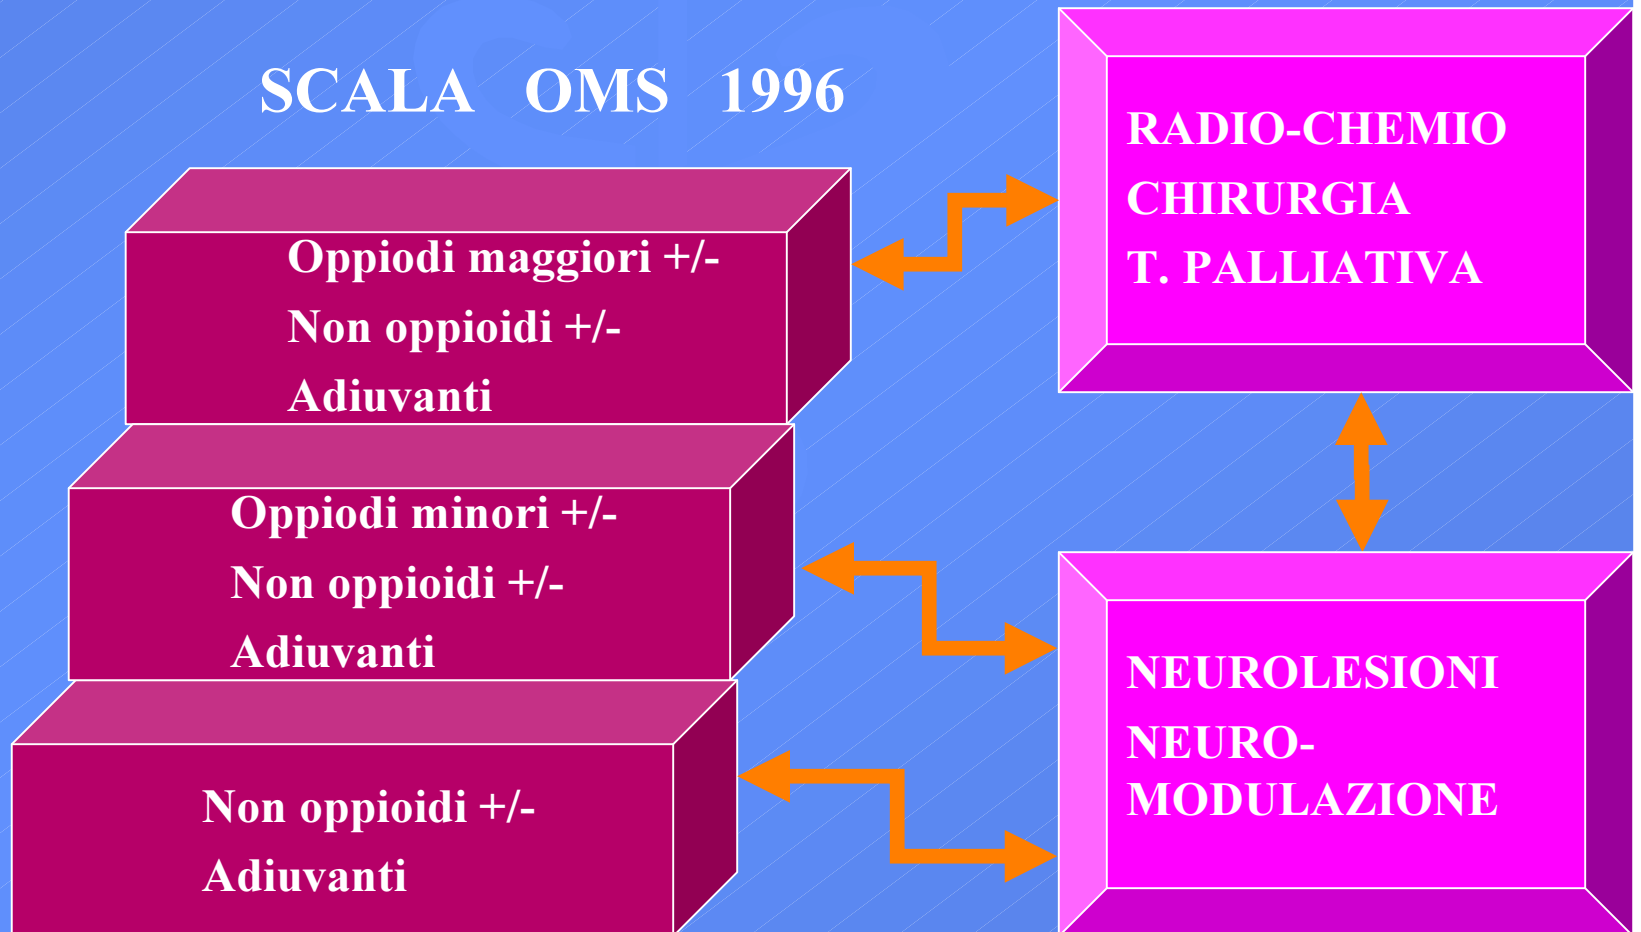 SCALA OMS 1996
Oppiodi maggiori +/-
Non oppioidi +/-
Adiuvanti
Oppiodi minori +/-
Non oppioidi +/-
Adiuvanti
Non oppioidi +/-
Adiuvanti
RADIO-CHEMIO
CHIRURGIA
T. PALLIATIVA
NEUROLESIONI
NEURO-
MODULAZIONE